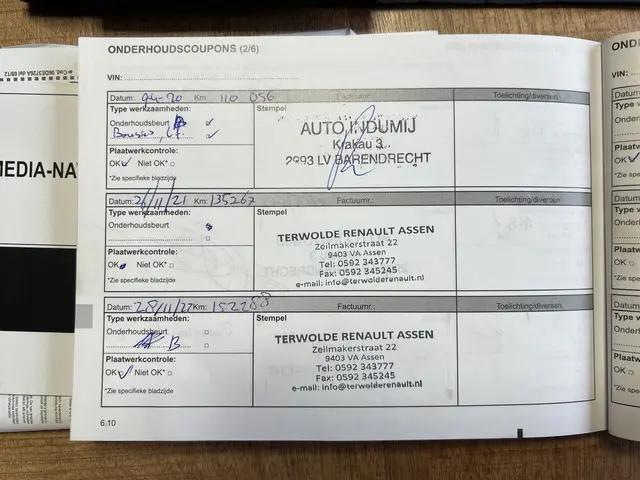 ONDERHOUDSCOUPONS (2/6)
VIN:
Datum: 04-20 Km: 110 056 Factuurnr.: Toelichting/diversen
Type werkzaamheden: Stempel
Onderhoudsbeurt
AUTO INDUMIJ
Krakau 3
2993 LV BARENDRECHT
Plaatwerkcontrole:
OK Niet OK*
*Zie specifieke bladzijde
Datum: 2/11/21 Km: 135267 Factuurnr.: Toelichting/diversen
Type werkzaamheden: Stempel
Onderhoudsbeurt
TERWOLDE RENAULT ASSEN
Zeilmakerstraat 22
9403 VA Assen
Tel: 0592 343777
Fax: 0592 345245
e-mail: info@terwolderenault.nl
Plaatwerkcontrole:
OK Niet OK*
*Zie specifieke bladzijde
Datum: 28/11/22 Km: 152288 Factuurnr.: Toelichting/diversen
Type werkzaamheden: Stempel
Onderhoudsbeurt
B
TERWOLDE RENAULT ASSEN
Zeilmakerstraat 22
9403 VA Assen
Tel: 0592 343777
Fax: 0592 345245
e-mail: info@terwolderenault.nl
Plaatwerkcontrole:
OK Niet OK*
*Zie specifieke bladzijde
6.10
MEDIA-NA